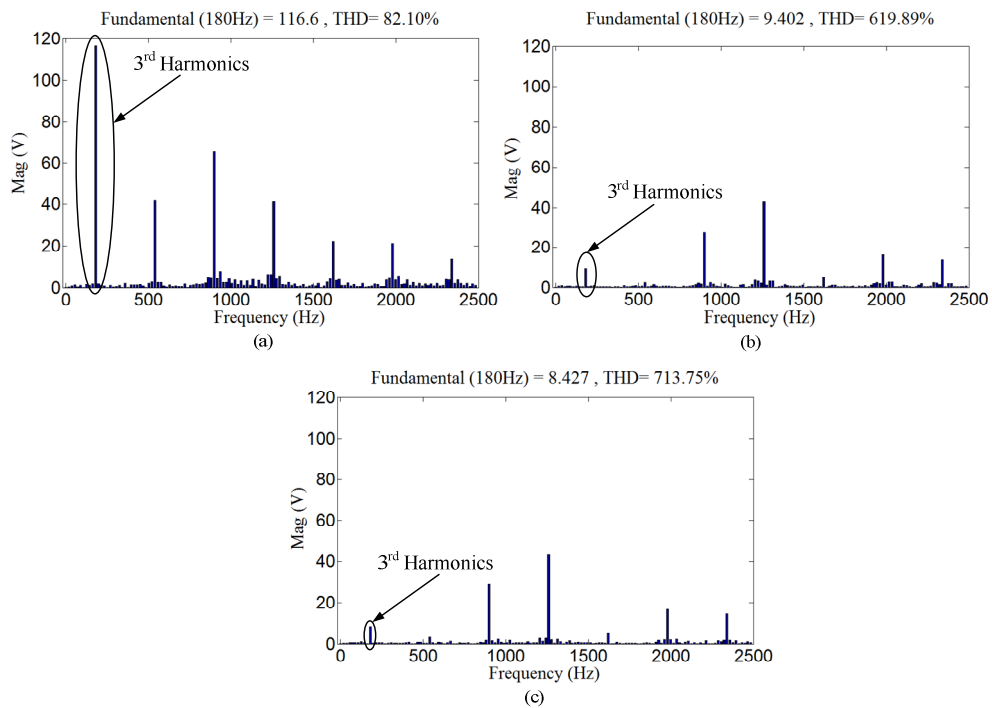 Fundamental (180Hz) = 116.6 , THD= 82.10%
120
100
80
60
40
20
0
Mag (V)
3rd Harmonics
0 500 1000 1500 2000 2500
Frequency (Hz)
(a)
Fundamental (180Hz) = 9.402 , THD= 619.89%
120
100
80
60
40
20
0
Mag (V)
3rd Harmonics
0 500 1000 1500 2000 2500
Frequency (Hz)
(b)
Fundamental (180Hz) = 8.427 , THD= 713.75%
120
100
80
60
40
20
0
Mag (V)
3rd Harmonics
0 500 1000 1500 2000 2500
Frequency (Hz)
(c)